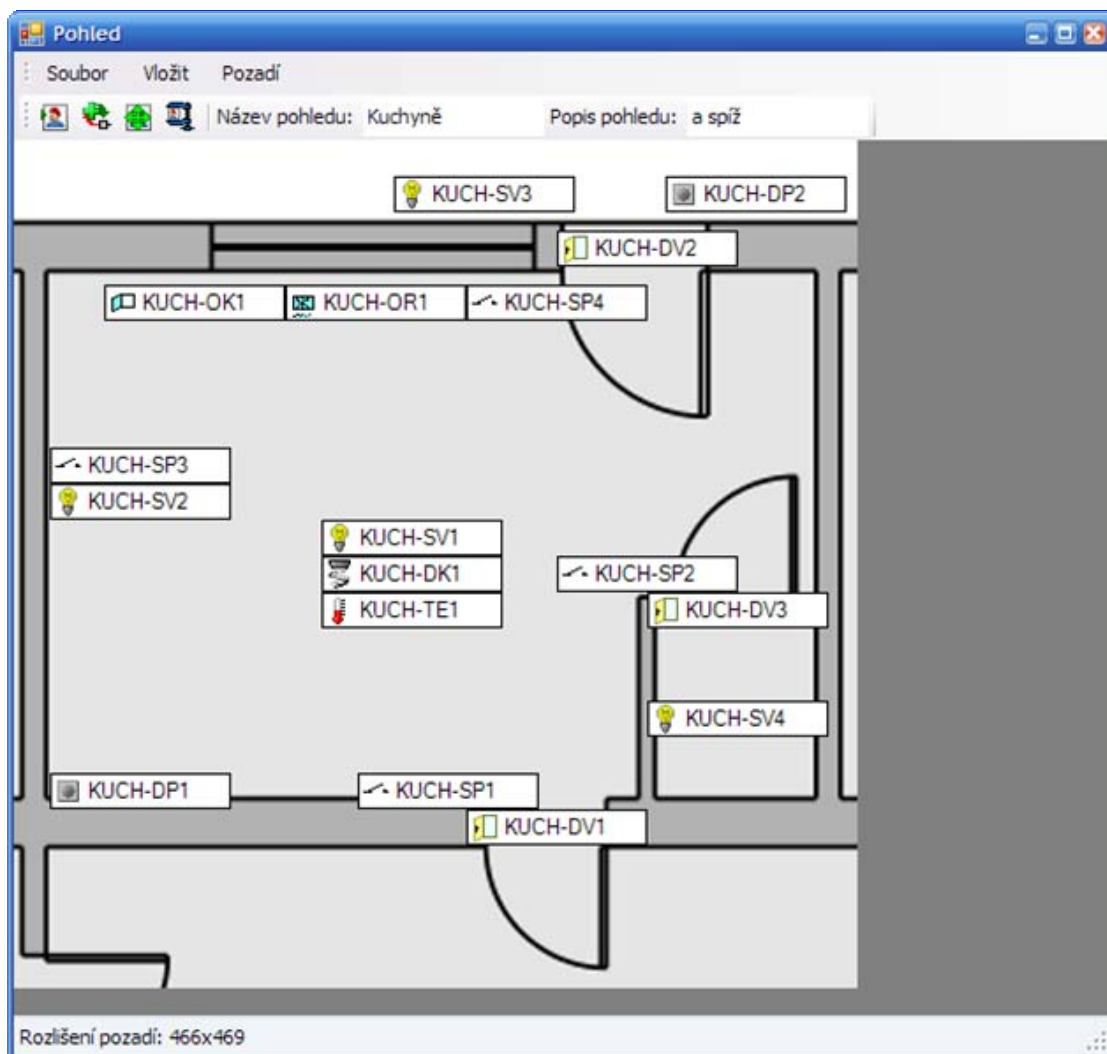 Pohled
Soubor Vložit Pozadí
Název pohledu: Kuchyně Popis pohledu: a spíž
KUCH-SV3 KUCH-DP2
KUCH-DV2
KUCH-OK1 KUCH-OR1 KUCH-SP4
KUCH-SP3
KUCH-SV2
KUCH-SV1
KUCH-DK1 KUCH-SP2
KUCH-TE1 KUCH-DV3
KUCH-SV4
KUCH-DP1 KUCH-SP1
KUCH-DV1
Rozlišení pozadí: 466x469